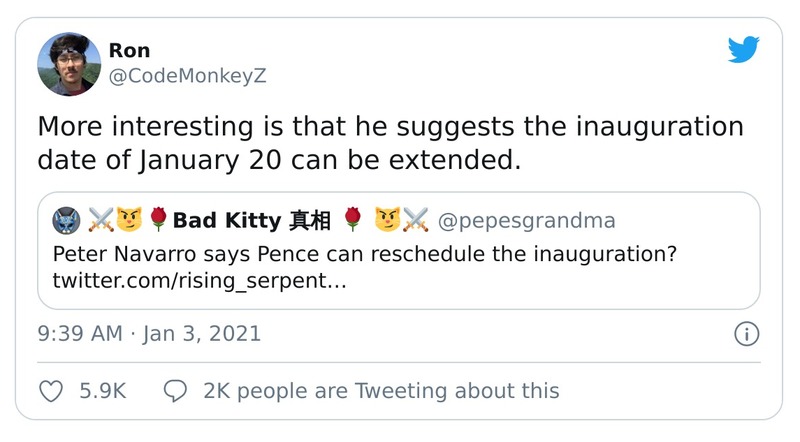 Ron
@CodeMonkeyZ
More interesting is that he suggests the inauguration
date of January 20 can be extended.
⚔️😼🌹Bad Kitty 真相 🌹 😼⚔️ @pepesgrandma
Peter Navarro says Pence can reschedule the inauguration?
twitter.com/rising_serpent…
9:39 AM · Jan 3, 2021
5.9K 2K people are Tweeting about this